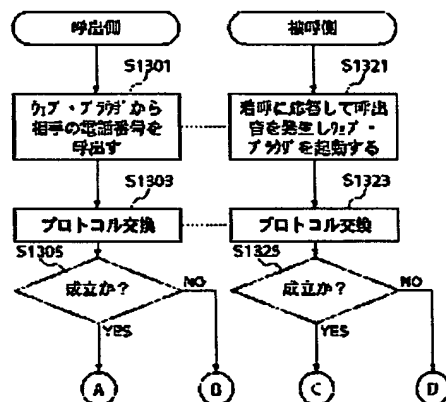 呼出側
被呼側
S1301
S1321
ウェブ・ブラウザから
相手の電話番号を
呼出す
着呼に応答して呼出
音を発生しウェブ・
ブラウザを起動する
S1303
S1323
プロトコル交換
プロトコル交換
S1305
S1325
成立か?
NO
成立か?
NO
YES
YES
A
B
C
D